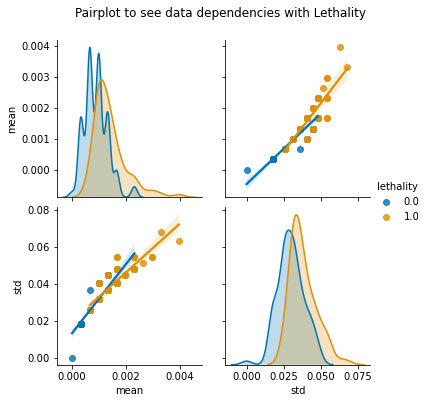 Pairplot to see data dependencies with Lethality
0.004
0.003
0.002
0.001
0.000
mean
lethality
0.0
1.0
0.08
0.06
0.04
0.02
0.00
std
0.000 0.002 0.004
mean
0.000 0.025 0.050 0.075
std